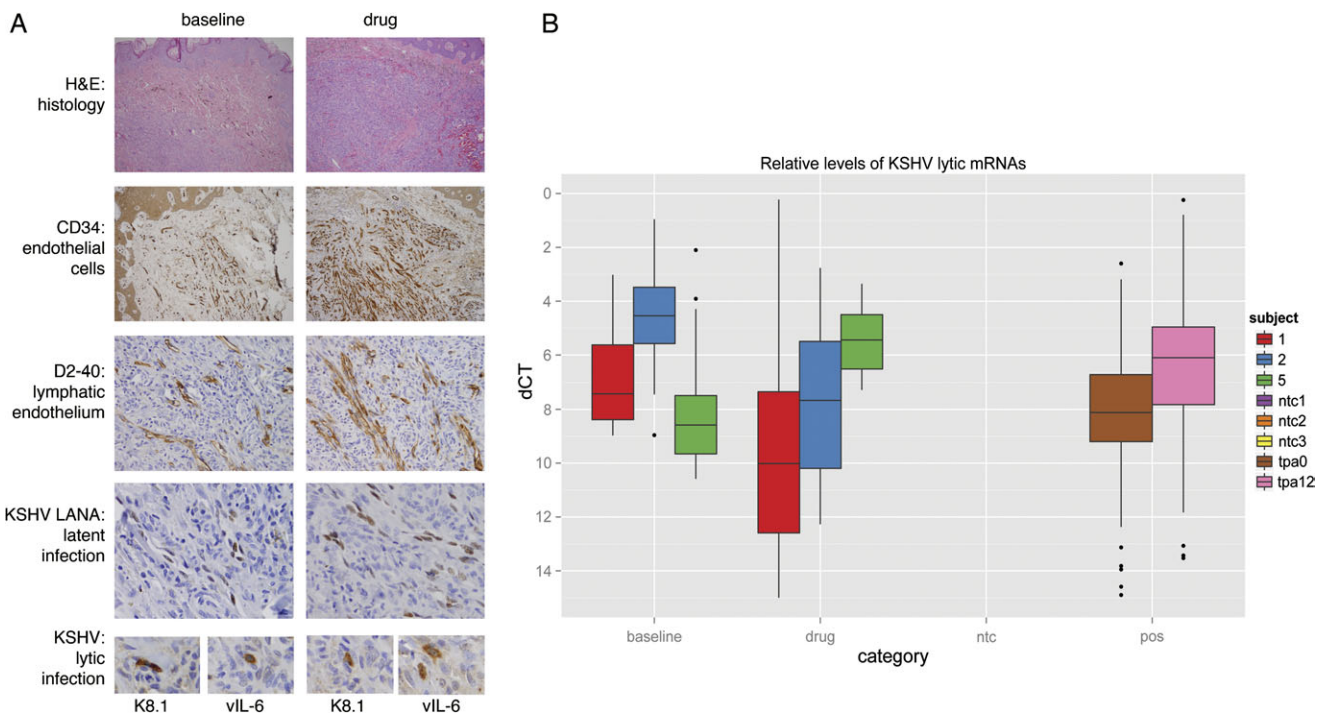 A
baseline
drug
H&E:
histology
CD34:
endothelial
cells
D2-40:
lymphatic
endothelium
KSHV LANA:
latent
infection
KSHV:
lytic
infection
K8.1
vIL-6
K8.1
vIL-6
B
Relative levels of KSHV lytic mRNAs
dCT
0
2
4
6
8
10
12
14
baseline
drug
ntc
pos
category
subject
1
2
5
ntc1
ntc2
ntc3
tpa0
tpa12